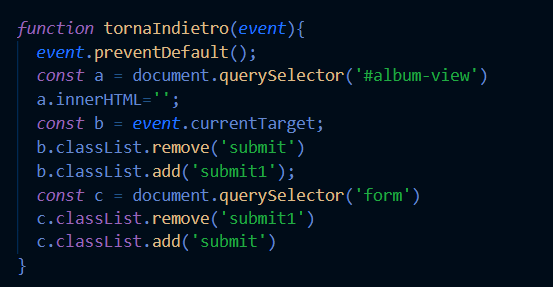 function tornaIndietro(event){
event.preventDefault();
const a = document.querySelector('#album-view')
a.innerHTML='';
const b = event.currentTarget;
b.classList.remove('submit')
b.classList.add('submit1');
const c = document.querySelector('form')
c.classList.remove('submit1')
c.classList.add('submit')
}